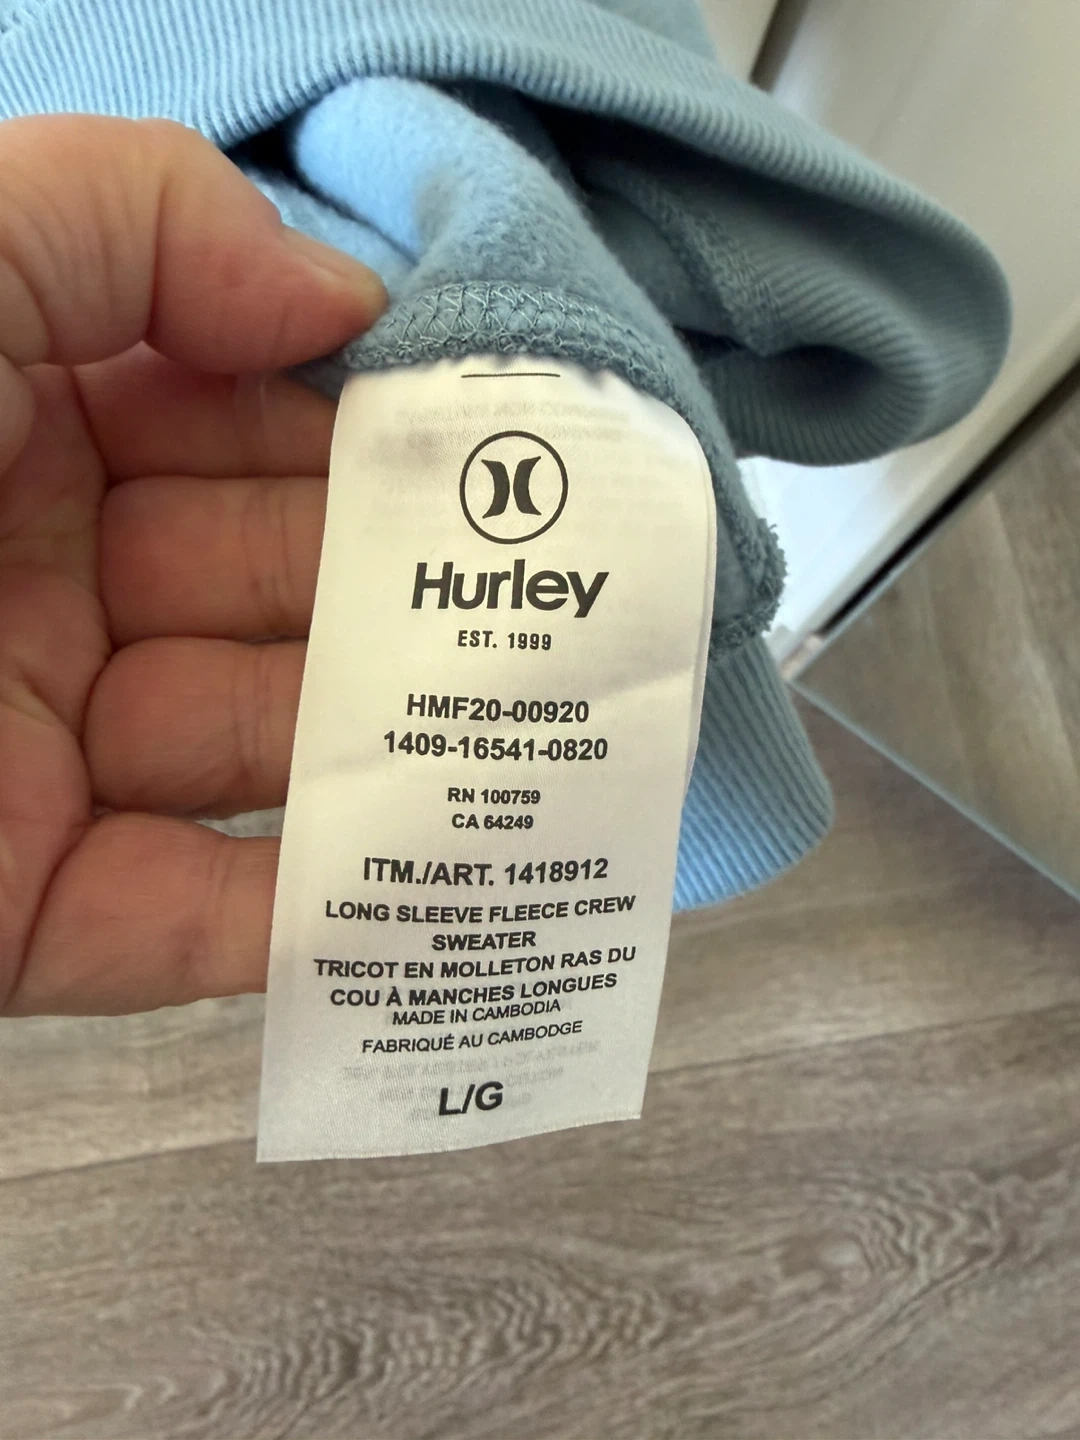 Hurley
EST. 1999
HMF20-00920
1409-16541-0820
RN 100759
CA 64249
ITM./ART. 1418912
LONG SLEEVE FLEECE CREW
SWEATER
TRICOT EN MOLLETON RAS DU
COU À MANCHES LONGUES
MADE IN CAMBODIA
FABRIQUÉ AU CAMBODGE
L/G